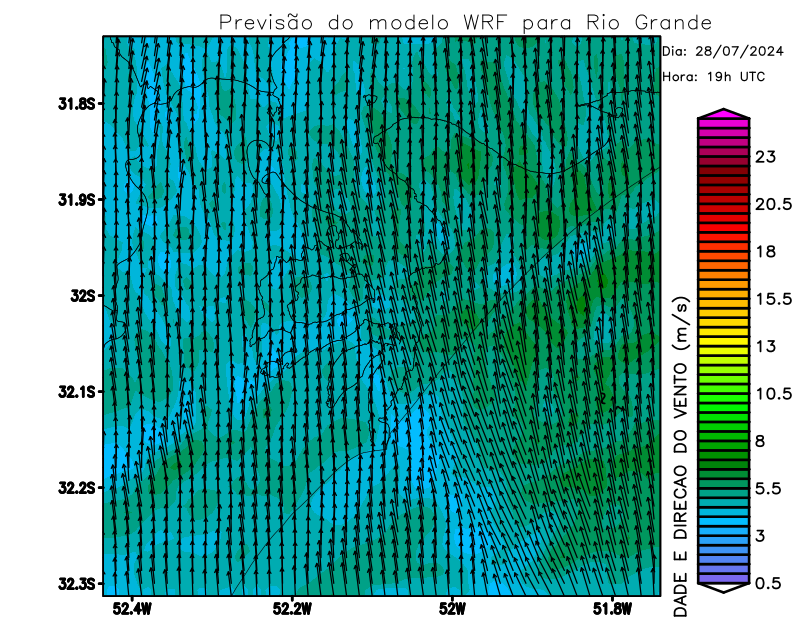 Previsão do modelo WRF para Rio Grande
Dia: 28/07/2024
Hora: 19h UTC
31.8S
31.9S
32S
32.1S
32.2S
32.3S
52.4W
52.2W
52W
51.8W
23
20.5
18
15.5
13
10.5
8
5.5
3
0.5
DADE E DIRECAO DO VENTO (m/s)